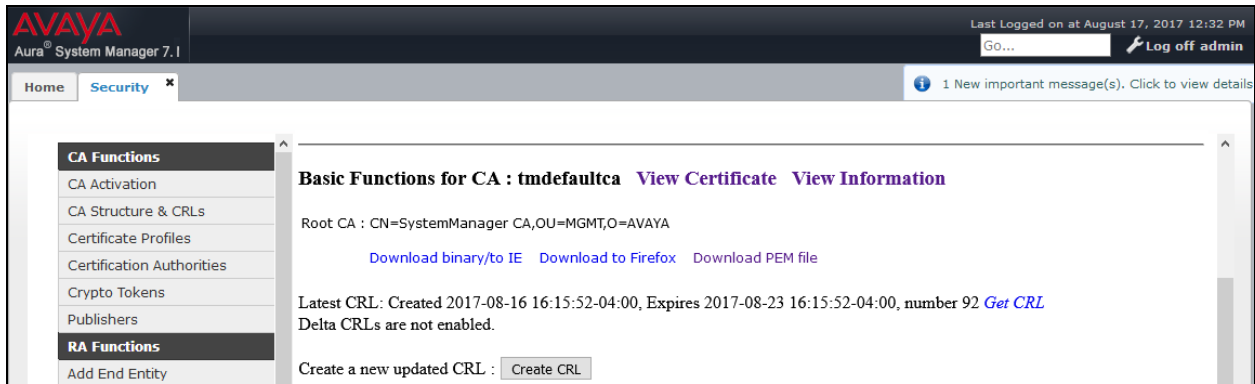 AVAYA
Aura® System Manager 7.1
Last Logged on at August 17, 2017 12:32 PM
Go...
Log off admin
Home
Security
1 New important message(s). Click to view details
CA Functions
CA Activation
CA Structure & CRLs
Certificate Profiles
Certification Authorities
Crypto Tokens
Publishers
RA Functions
Add End Entity
Basic Functions for CA : tmdefaultca View Certificate View Information
Root CA : CN=SystemManager CA,OU=MGMT,O=AVAYA
Download binary/to IE Download to Firefox Download PEM file
Latest CRL: Created 2017-08-16 16:15:52-04:00, Expires 2017-08-23 16:15:52-04:00, number 92 Get CRL
Delta CRLs are not enabled.
Create a new updated CRL : Create CRL